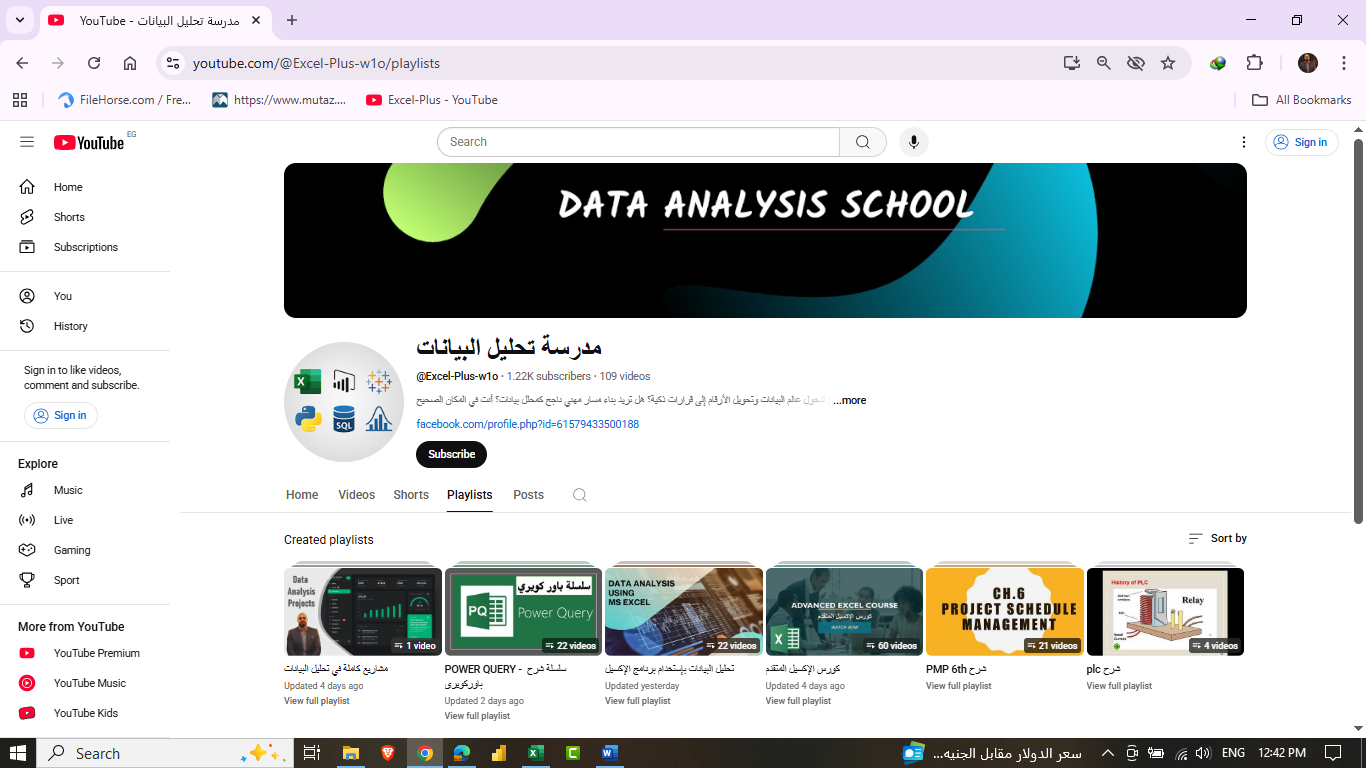 YouTube - مدرسة تحليل البيانات
youtube.com/@Excel-Plus-w1o/playlists
FileHorse.com / Fre...
https://www.mutaz....
Excel-Plus - YouTube
All Bookmarks
YouTube EG
Search
Sign in
Home
Shorts
Subscriptions
You
History
Sign in to like videos,
comment and subscribe.
Sign in
Explore
Music
Live
Gaming
Sport
More from YouTube
YouTube Premium
YouTube Music
YouTube Kids
DATA ANALYSIS SCHOOL
SQL
مدرسة تحليل البيانات
@Excel-Plus-w1o · 1.22K subscribers · 109 videos
لدخول عالم البيانات وتحويل الأرقام إلى قرارات ذكية؟ هل تريد بناء مسار مهني ناجح كمحلل بيانات؟ أنت في المكان الصحيح ...more
facebook.com/profile.php?id=61579433500188
Subscribe
Home Videos Shorts Playlists Posts
Created playlists
Sort by
Data
Analysis
Projects
1 video
مشاريع كاملة في تحليل البيانات
Updated 4 days ago
View full playlist
سلسلة باور كويري
PQ
Power Query
22 videos
POWER QUERY - سلسلة شرح
باوركويرى
Updated 2 days ago
View full playlist
DATA ANALYSIS
USING
MS EXCEL
22 videos
تحليل البيانات بإستخدام برنامج الإكسيل
Updated yesterday
View full playlist
ADVANCED EXCEL COURSE
كورس الإكسيل المتقدم
WATCH NOW
60 videos
كورس الإكسيل المتقدم
Updated 4 days ago
View full playlist
CH.6
PROJECT SCHEDULE
MANAGEMENT
21 videos
PMP 6th شرح
View full playlist
History of PLC
Relay
4 videos
plc شرح
View full playlist
Search
سعر الدولار مقابل الجنيه...
ENG
12:42 PM